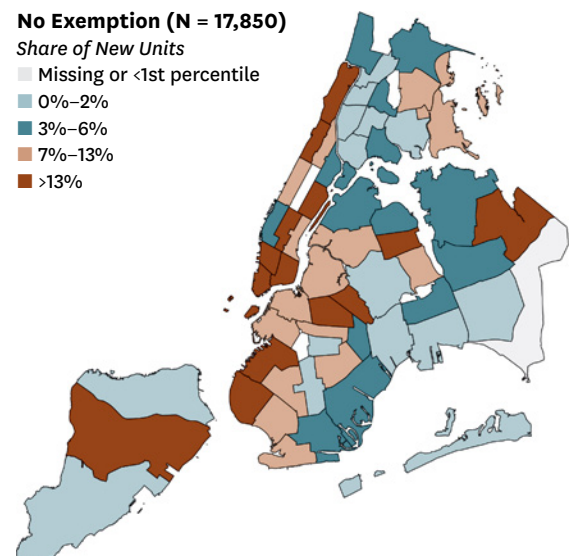 No Exemption (N = 17,850)
Share of New Units
Missing or <1st percentile
0%–2%
3%–6%
7%–13%
>13%